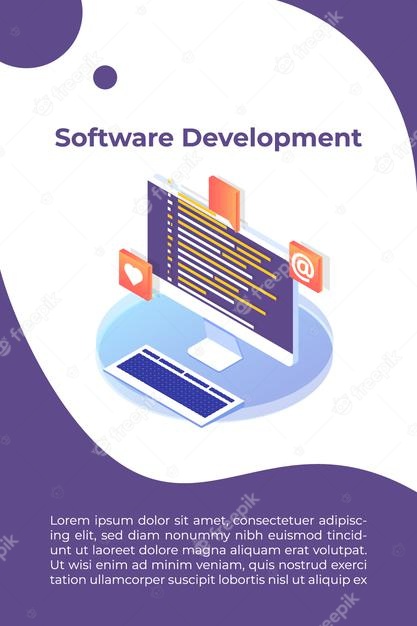 Software Development
@
Lorem ipsum dolor sit amet, consectetuer adipisc-
ing elit, sed diam nonummy nibh euismod tincid-
unt ut laoreet dolore magna aliquam erat volutpat.
Ut wisi enim ad minim veniam, quis nostrud exerci
tation ullamcorper suscipit lobortis nisl ut aliquip ex
freepik